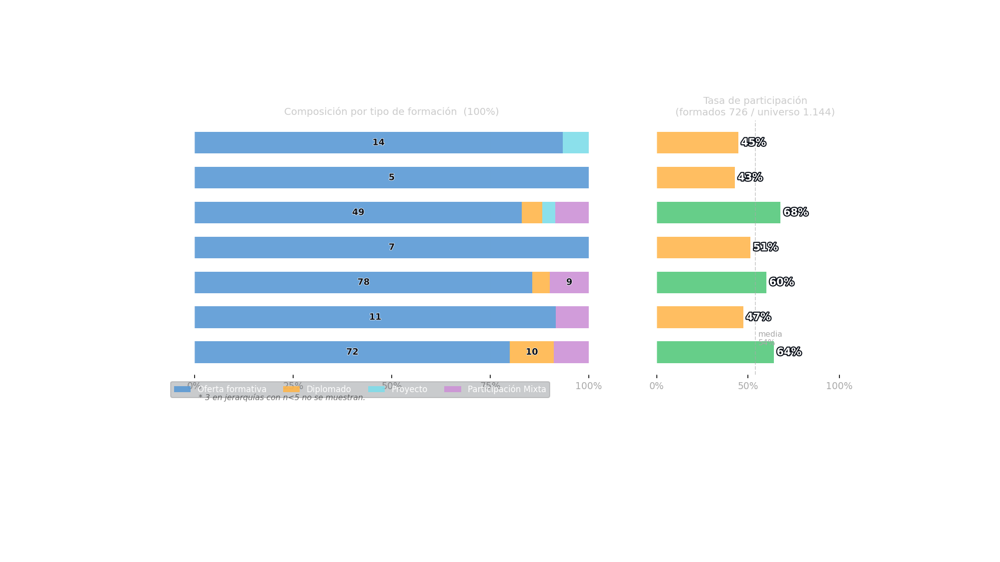 Composición por tipo de formación (100%)
Tasa de participación
(formados 726 / universo 1.144)
14
45%
5
43%
49
68%
7
51%
78
9
60%
11
47%
media
54%
72
10
64%
0%
25%
50%
75%
100%
0%
50%
100%
Oferta formativa
Diplomado
Proyecto
Participación Mixta
* 3 en jerarquías con n<5 no se muestran.